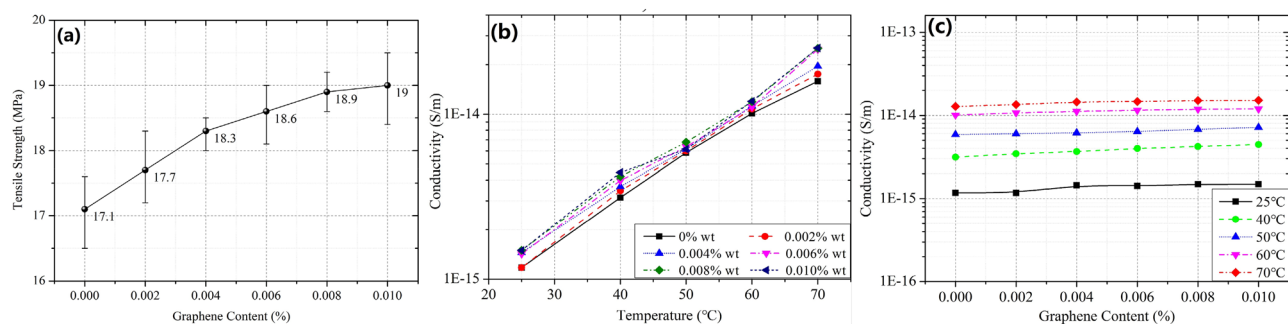 (a)
Tensile Strength (MPa)
20
19
18
17
16
17.1
17.7
18.3
18.6
18.9
19
0.000 0.002 0.004 0.006 0.008 0.010
Graphene Content (%)
(b)
Conductivity (S/m)
1E-14
1E-15
0% wt 0.002% wt
0.004% wt 0.006% wt
0.008% wt 0.010% wt
20 30 40 50 60 70
Temperature (℃)
(c)
Conductivity (S/m)
1E-13
1E-14
1E-15
1E-16
25℃
40℃
50℃
60℃
70℃
0.000 0.002 0.004 0.006 0.008 0.010
Graphene Content (%)